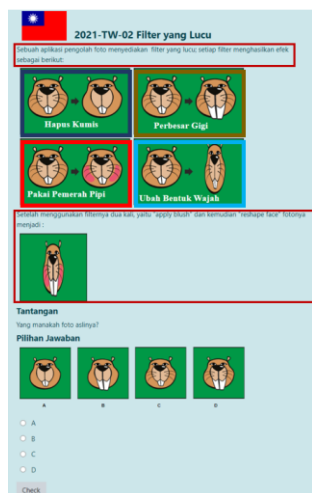 2021-TW-02 Filter yang Lucu
Sebuah aplikasi pengolah foto menyediakan filter yang lucu; setiap filter menghasilkan efek
sebagai berikut:
Hapus Kumis
Perbesar Gigi
Pakai Pemerah Pipi
Ubah Bentuk Wajah
Setelah menggunakan filternya dua kali, yaitu "apply blush" dan kemudian "reshape face" fotonya
menjadi :
Tantangan
Yang manakah foto aslinya?
Pilihan Jawaban
A B C D
A
B
C
D
Check